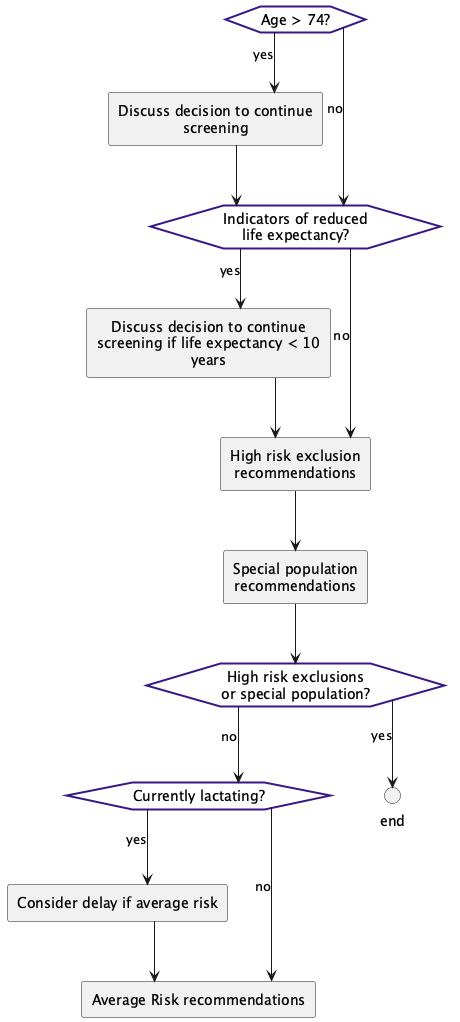 Age > 74?
yes
no
Discuss decision to continue
screening
Indicators of reduced
life expectancy?
yes
no
Discuss decision to continue
screening if life expectancy < 10
years
High risk exclusion
recommendations
Special population
recommendations
High risk exclusions
or special population?
no
yes
Currently lactating?
end
yes
no
Consider delay if average risk
Average Risk recommendations